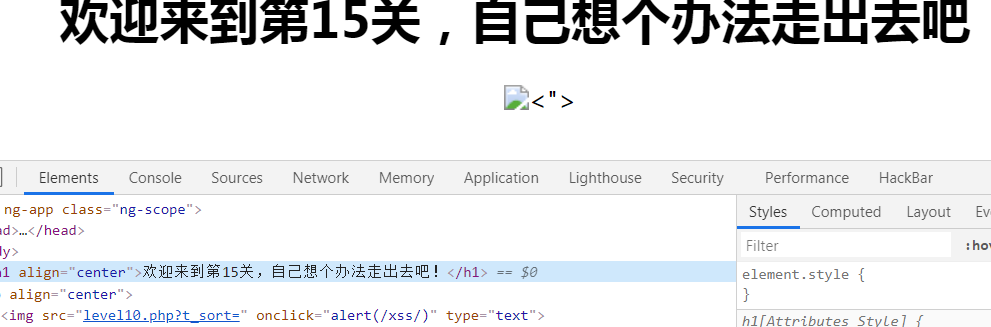 欢迎来到第15关，自己想个办法走出去吧
<">
Elements Console Sources Network Memory Application Lighthouse Security Performance HackBar
ng-app class="ng-scope">
ad>…</head>
dy>
h1 align="center">欢迎来到第15关，自己想个办法走出去吧！</h1> == $0
align="center">
<img src="level10.php?t_sort=" onclick="alert(/xss/)" type="text">
Styles Computed Layout Ev
Filter :hov
element.style {
}
h1[Attributes Style] {